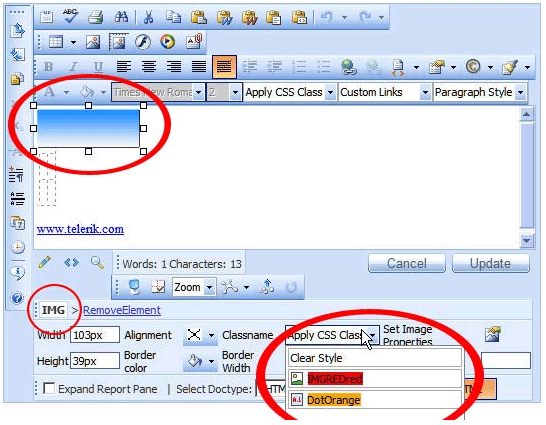 ABC
B I U
A Times New Roma 2 Apply CSS Class Custom Links Paragraph Style
www.telerik.com
Words: 1 Characters: 13 Cancel Update
Zoom
IMG > RemoveElement
Width 103px Alignment Classname Apply CSS Class Set Image Properties
Height 39px Border color Border Width
Clear Style
IMGREDred
A.I. DotOrange
Expand Report Pane | Select Doctype: